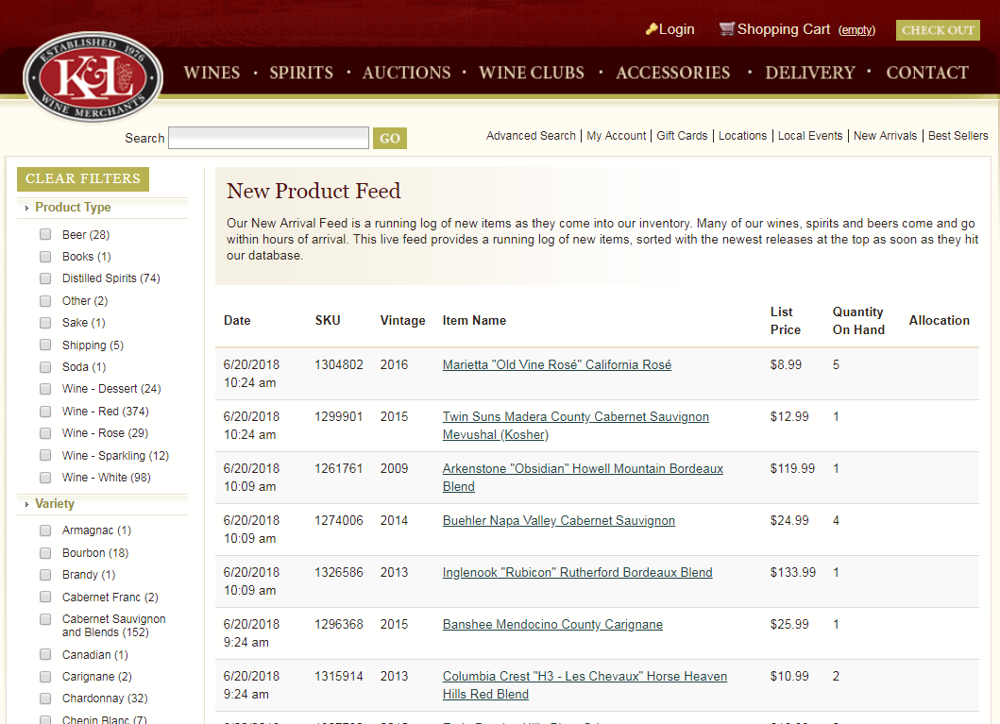 Login Shopping Cart (empty) CHECK OUT
ESTABLISHED 1976
K&L
WINE MERCHANTS
WINES · SPIRITS · AUCTIONS · WINE CLUBS · ACCESSORIES · DELIVERY · CONTACT
Search GO
Advanced Search | My Account | Gift Cards | Locations | Local Events | New Arrivals | Best Sellers
CLEAR FILTERS
Product Type
Beer (28)
Books (1)
Distilled Spirits (74)
Other (2)
Sake (1)
Shipping (5)
Soda (1)
Wine - Dessert (24)
Wine - Red (374)
Wine - Rose (29)
Wine - Sparkling (12)
Wine - White (98)
Variety
Armagnac (1)
Bourbon (18)
Brandy (1)
Cabernet Franc (2)
Cabernet Sauvignon
and Blends (152)
Canadian (1)
Carignane (2)
Chardonnay (32)
Chenin Blanc (7)
New Product Feed
Our New Arrival Feed is a running log of new items as they come into our inventory. Many of our wines, spirits and beers come and go
within hours of arrival. This live feed provides a running log of new items, sorted with the newest releases at the top as soon as they hit
our database.
Date SKU Vintage Item Name List Price Quantity On Hand Allocation
6/20/2018 1304802 2016 Marietta "Old Vine Rosé" California Rosé $8.99 5
10:24 am
6/20/2018 1299901 2015 Twin Suns Madera County Cabernet Sauvignon $12.99 1
10:24 am Mevushal (Kosher)
6/20/2018 1261761 2009 Arkenstone "Obsidian" Howell Mountain Bordeaux $119.99 1
10:09 am Blend
6/20/2018 1274006 2014 Buehler Napa Valley Cabernet Sauvignon $24.99 4
10:09 am
6/20/2018 1326586 2013 Inglenook "Rubicon" Rutherford Bordeaux Blend $133.99 1
10:09 am
6/20/2018 1296368 2015 Banshee Mendocino County Carignane $25.99 1
9:24 am
6/20/2018 1315914 2013 Columbia Crest "H3 - Les Chevaux" Horse Heaven $10.99 2
9:24 am Hills Red Blend